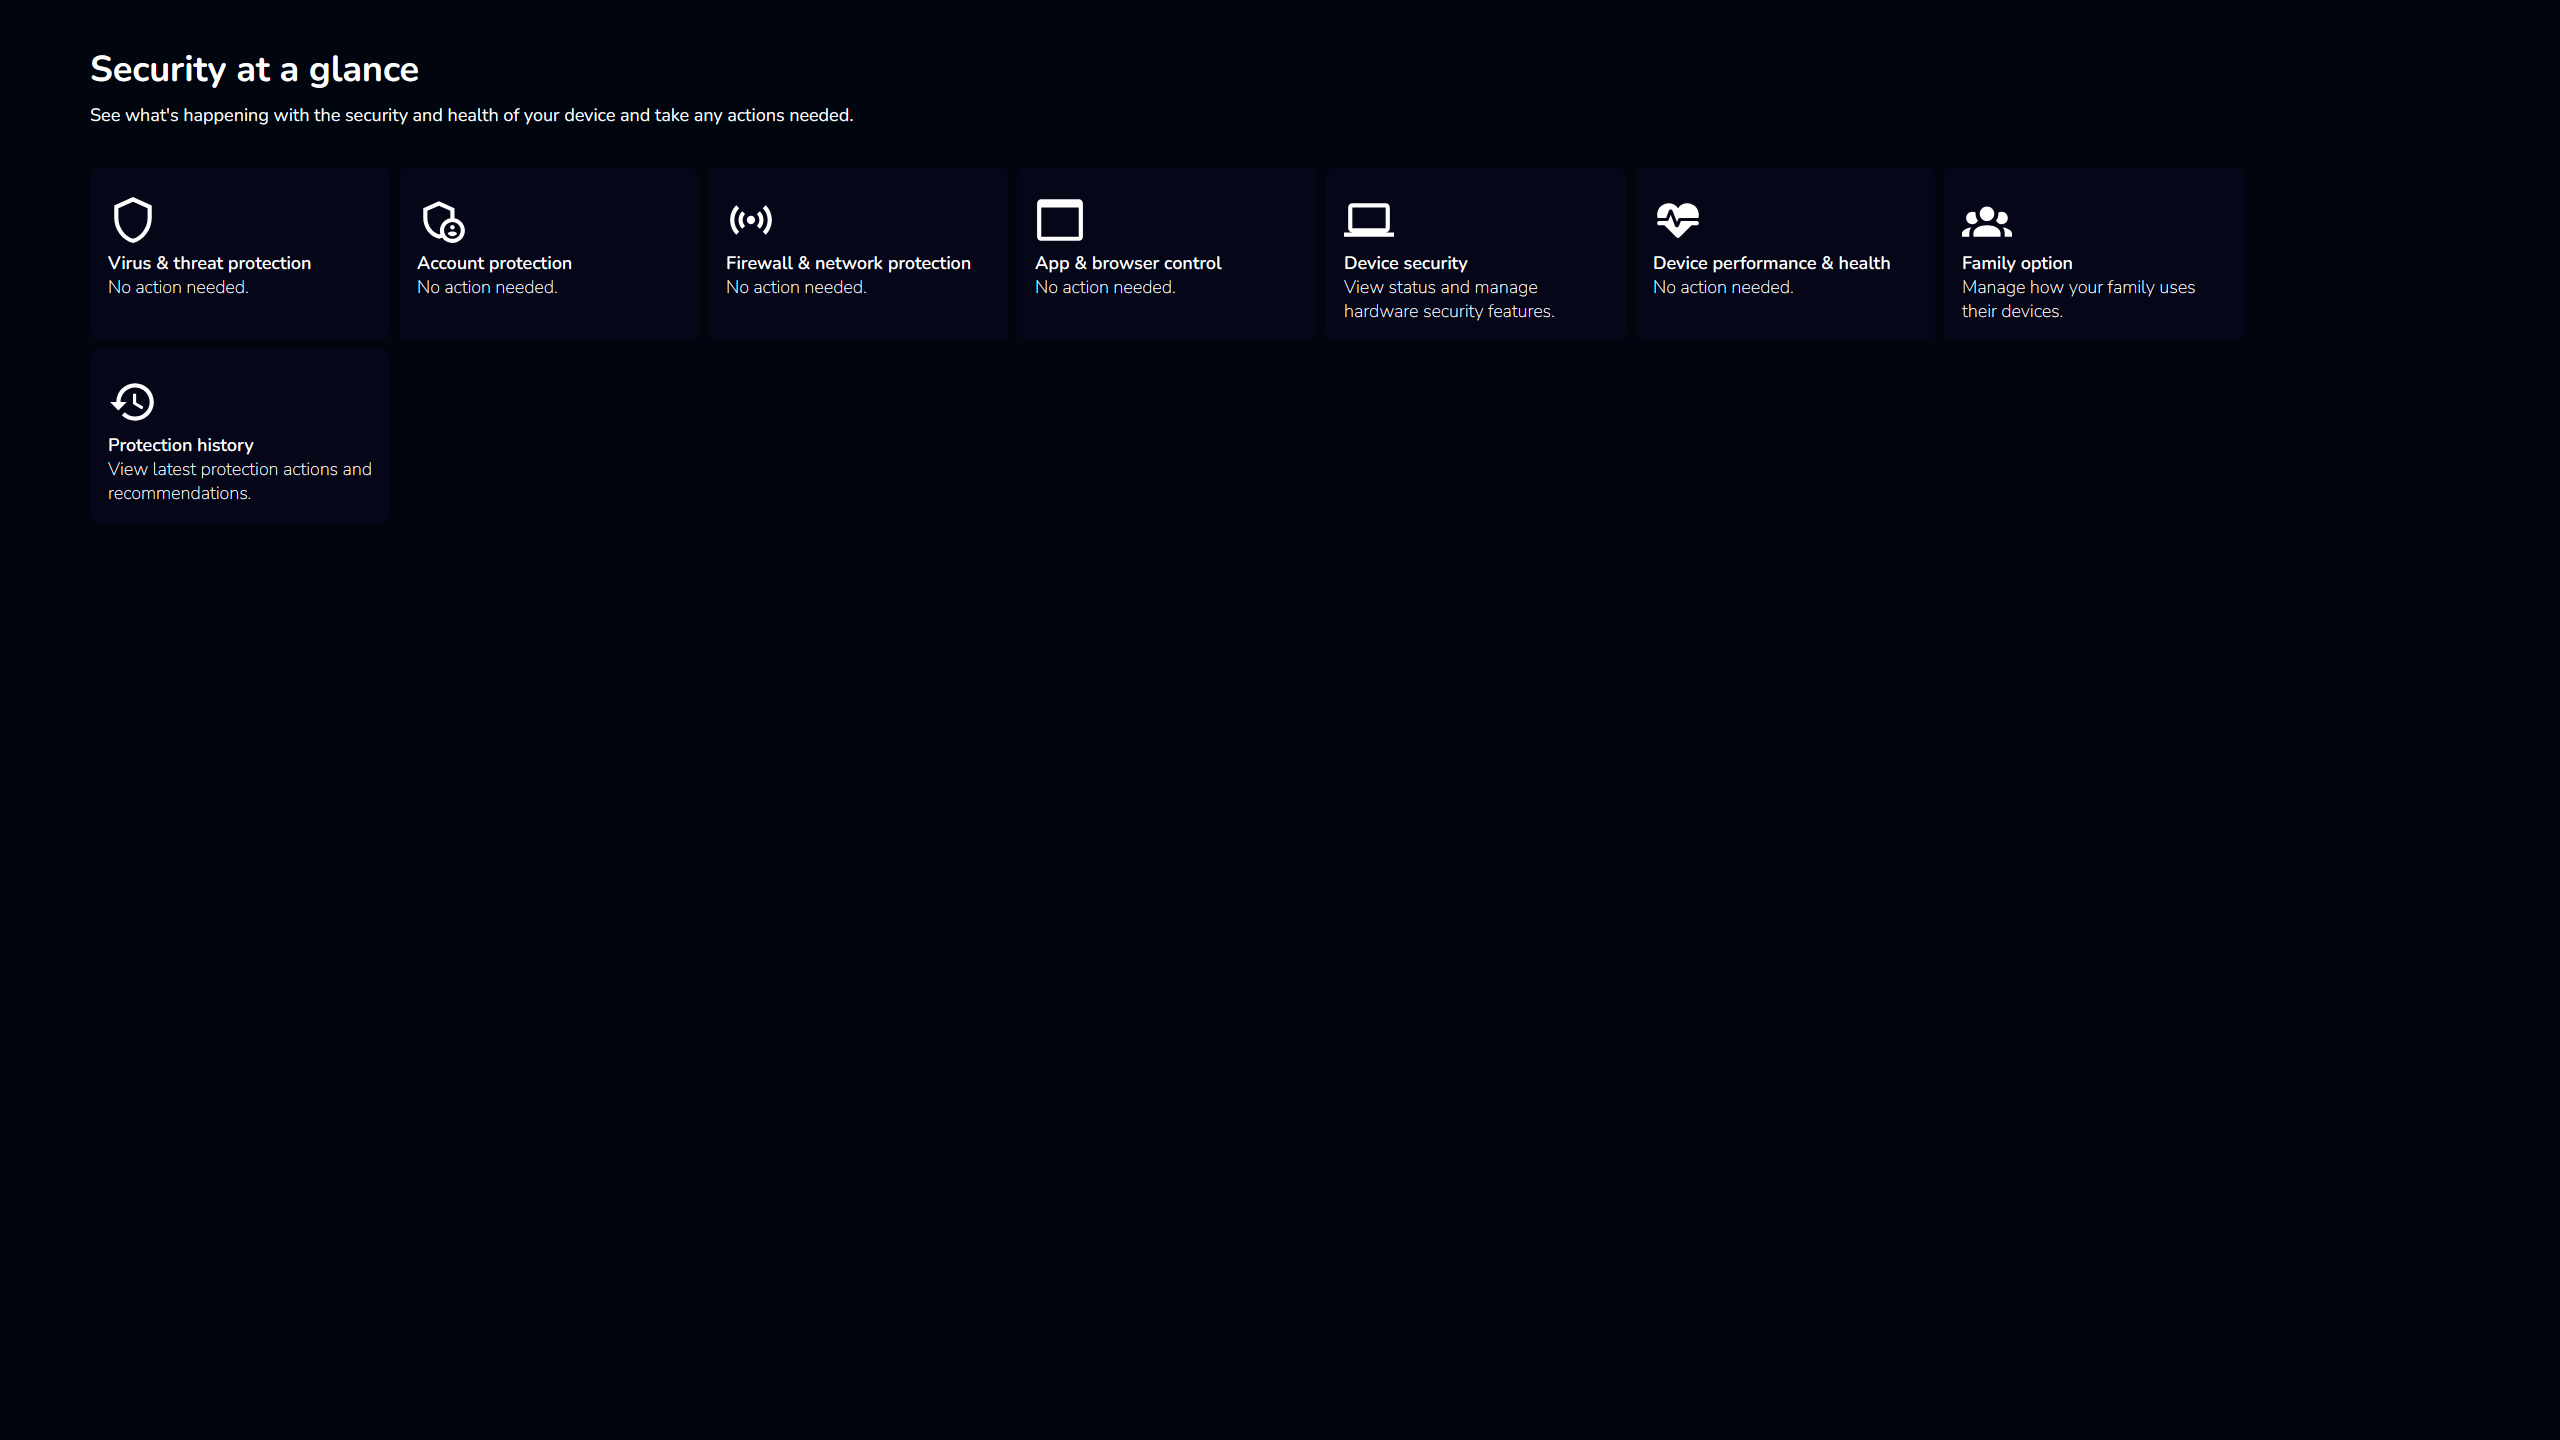 Security at a glance
See what's happening with the security and health of your device and take any actions needed.
Virus & threat protection
No action needed.
Account protection
No action needed.
Firewall & network protection
No action needed.
App & browser control
No action needed.
Device security
View status and manage
hardware security features.
Device performance & health
No action needed.
Family option
Manage how your family uses
their devices.
Protection history
View latest protection actions and
recommendations.